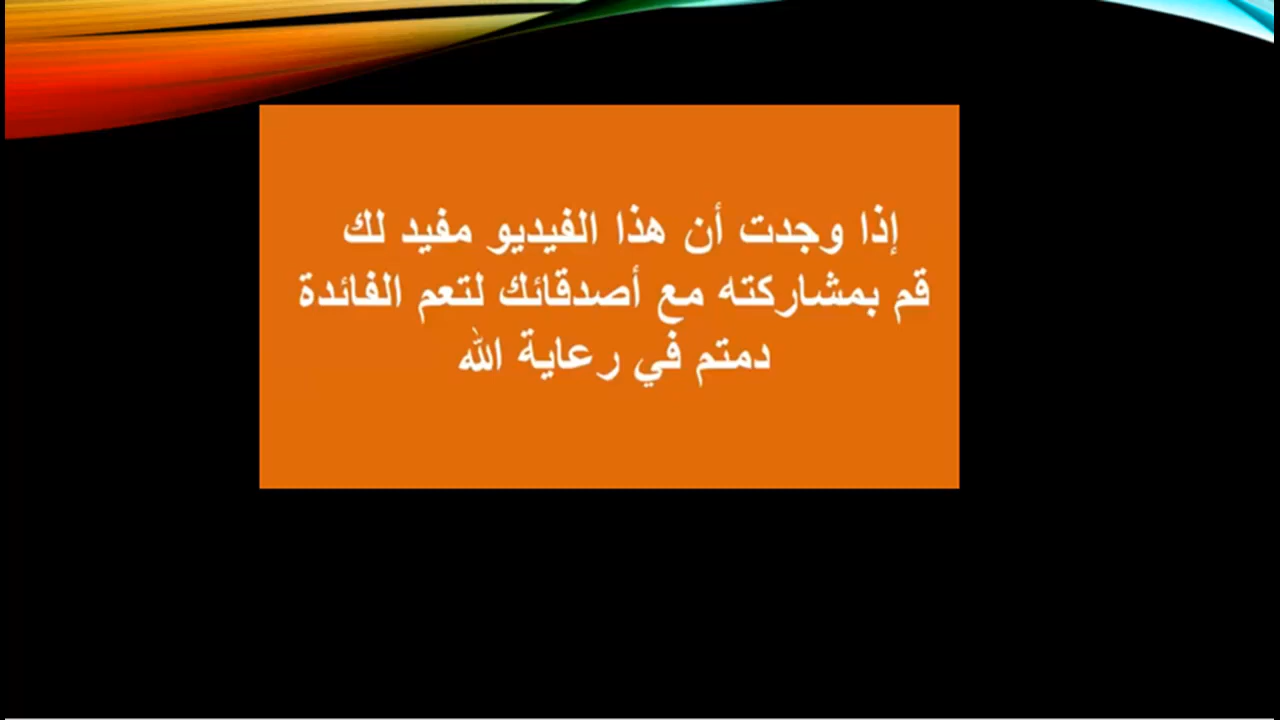 إذا وجدت أن هذا الفيديو مفيد لك
قم بمشاركته مع أصدقائك لتعم الفائدة
دمتم في رعاية الله